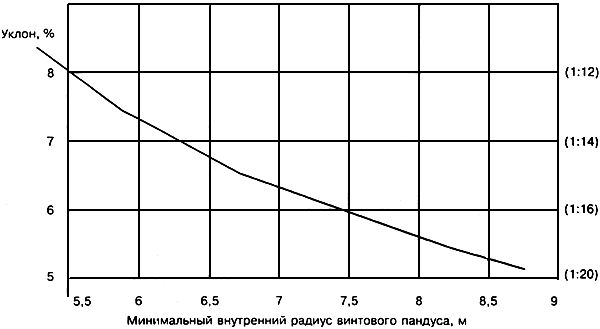 Уклон, %
8 (1:12)
7 (1:14)
6 (1:16)
5 (1:20)
5,5 6 6,5 7 7,5 8 8,5 9
Минимальный внутренний радиус винтового пандуса, м